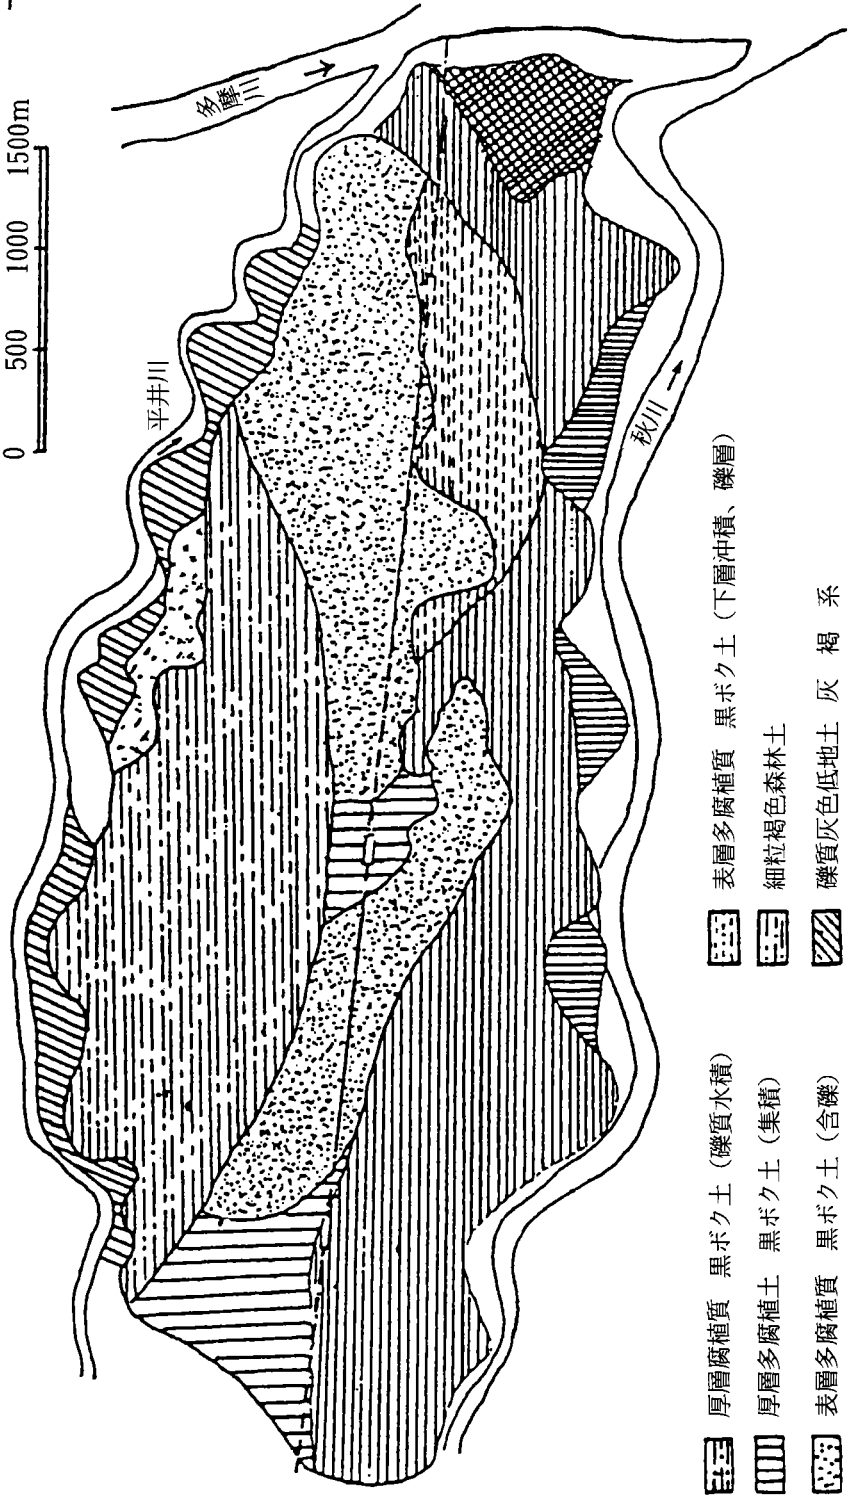 0 500 1000 1500m
多摩川
平井川
秋川
厚層腐植質 黒ボク土（礫質水積）
厚層多腐植土 黒ボク土（集積）
表層多腐植質 黒ボク土（含礫）
表層多腐植質 黒ボク土（下層沖積、礫層）
細粒褐色森林土
礫質灰色低地土 灰褐系